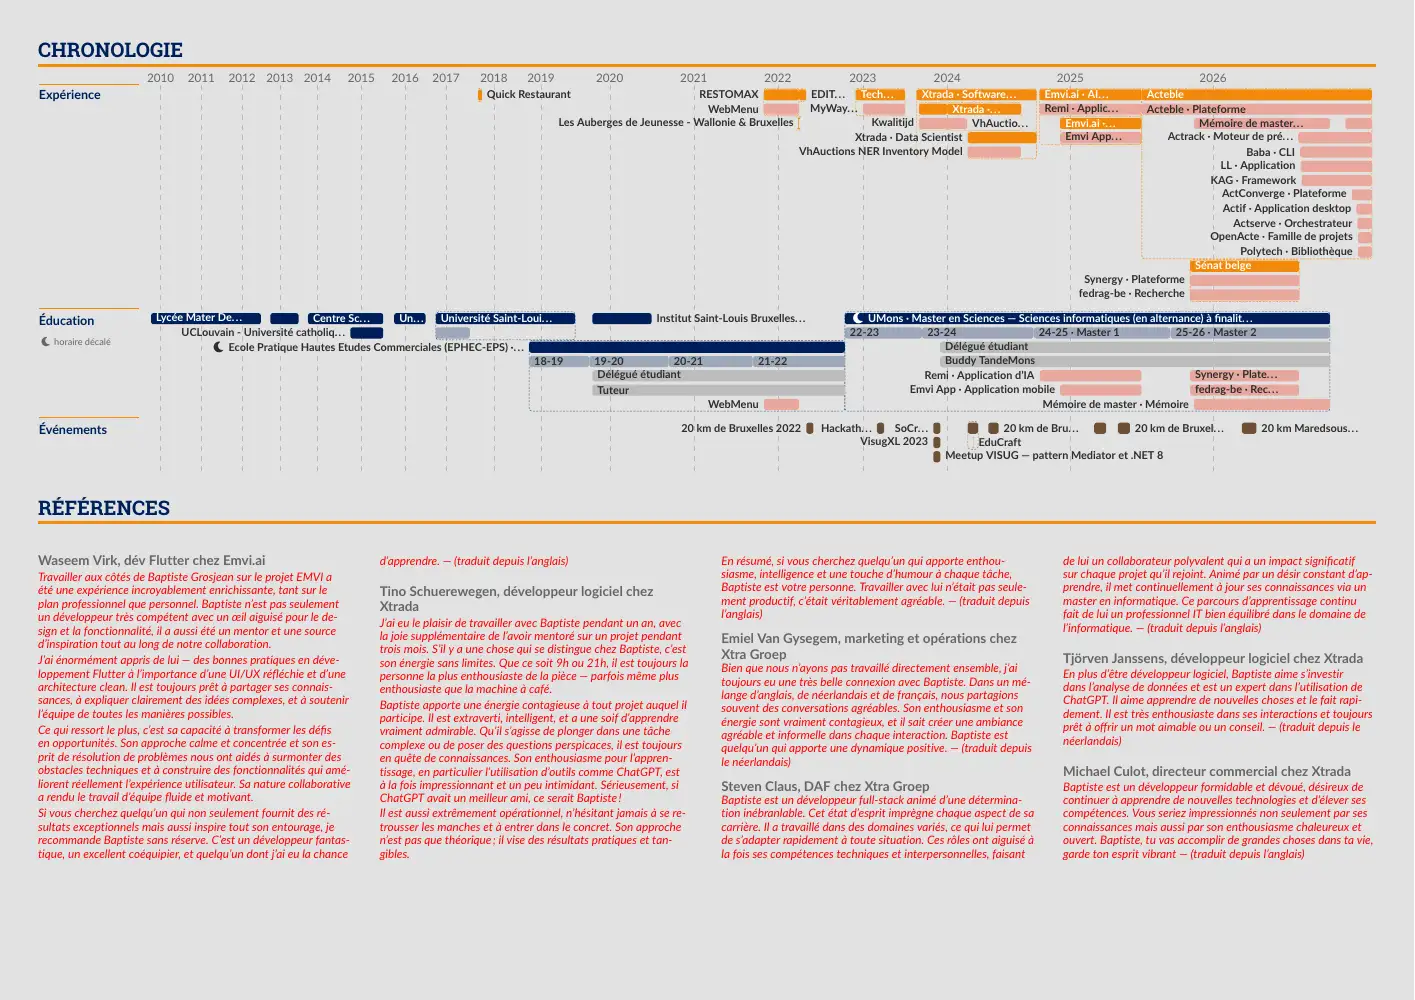 CHRONOLOGIE
2010 2011 2012 2013 2014 2015 2016 2017 2018 2019 2020 2021 2022 2023 2024 2025 2026
Expérience
Quick Restaurant
RESTOMAX
EDIT…
Tech…
Xtrada · Software…
Emvi.ai · AI…
Acteble
WebMenu
MyWay…
Xtrada ·…
Remi · Applic…
Acteble · Plateforme
Les Auberges de Jeunesse - Wallonie & Bruxelles
Kwalitijd
VhAuctio…
Emvi.ai ·…
Mémoire de master…
Xtrada · Data Scientist
Emvi App…
Actrack · Moteur de pré…
VhAuctions NER Inventory Model
Baba · CLI
LL · Application
KAG · Framework
ActConverge · Plateforme
Actif · Application desktop
Actserve · Orchestrateur
OpenActe · Famille de projets
Polytech · Bibliothèque
Sénat belge
Synergy · Plateforme
fedrag-be · Recherche
Éducation
horaire décalé
Lycée Mater De…
Centre Sc…
Un…
Université Saint-Loui…
Institut Saint-Louis Bruxelles…
UMons · Master en Sciences — Sciences informatiques (en alternance) à finalit…
UCLouvain - Université catholiq…
22-23
23-24
24-25 · Master 1
25-26 · Master 2
Ecole Pratique Hautes Etudes Commerciales (EPHEC-EPS) ·…
Délégué étudiant
18-19
19-20
20-21
21-22
Buddy TandeMons
Délégué étudiant
Remi · Application d'IA
Synergy · Plate…
Tuteur
Emvi App · Application mobile
fedrag-be · Rec…
WebMenu
Mémoire de master · Mémoire
Événements
20 km de Bruxelles 2022
Hackath…
SoCr…
20 km de Bru…
20 km de Bruxel…
20 km Maredsous…
VisugXL 2023
EduCraft
Meetup VISUG — pattern Mediator et .NET 8
RÉFÉRENCES
Waseem Virk, dév Flutter chez Emvi.ai
Travailler aux côtés de Baptiste Grosjean sur le projet EMVI a
été une expérience incroyablement enrichissante, tant sur le
plan professionnel que personnel. Baptiste n'est pas seulement
un développeur très compétent avec un œil aiguisé pour le de-
sign et la fonctionnalité, il a aussi été un mentor et une source
d'inspiration tout au long de notre collaboration.
J'ai énormément appris de lui — des bonnes pratiques en déve-
loppement Flutter à l'importance d'une UI/UX réfléchie et d'une
architecture clean. Il est toujours prêt à partager ses connais-
sances, à expliquer clairement des idées complexes, et à soutenir
l'équipe de toutes les manières possibles.
Ce qui ressort le plus, c'est sa capacité à transformer les défis
en opportunités. Son approche calme et concentrée et son es-
prit de résolution de problèmes nous ont aidés à surmonter des
obstacles techniques et à construire des fonctionnalités qui amé-
liorent réellement l'expérience utilisateur. Sa nature collaborative
a rendu le travail d'équipe fluide et motivant.
Si vous cherchez quelqu'un qui non seulement fournit des ré-
sultats exceptionnels mais aussi inspire tout son entourage, je
recommande Baptiste sans réserve. C'est un développeur fantas-
tique, un excellent coéquipier, et quelqu'un dont j'ai eu la chance
d'apprendre. — (traduit depuis l'anglais)
Tino Schuerewegen, développeur logiciel chez
Xtrada
J'ai eu le plaisir de travailler avec Baptiste pendant un an, avec
la joie supplémentaire de l'avoir mentoré sur un projet pendant
trois mois. S'il y a une chose qui se distingue chez Baptiste, c'est
son énergie sans limites. Que ce soit 9h ou 21h, il est toujours la
personne la plus enthousiaste de la pièce — parfois même plus
enthousiaste que la machine à café.
Baptiste apporte une énergie contagieuse à tout projet auquel il
participe. Il est extraverti, intelligent, et a une soif d'apprendre
vraiment admirable. Qu'il s'agisse de plonger dans une tâche
complexe ou de poser des questions perspicaces, il est toujours
en quête de connaissances. Son enthousiasme pour l'appren-
tissage, en particulier l'utilisation d'outils comme ChatGPT, est
à la fois impressionnant et un peu intimidant. Sérieusement, si
ChatGPT avait un meilleur ami, ce serait Baptiste !
Il est aussi extrêmement opérationnel, n'hésitant jamais à se re-
trousser les manches et à entrer dans le concret. Son approche
n'est pas que théorique ; il vise des résultats pratiques et tan-
gibles.
En résumé, si vous cherchez quelqu'un qui apporte enthou-
siasme, intelligence et une touche d'humour à chaque tâche,
Baptiste est votre personne. Travailler avec lui n'était pas seule-
ment productif, c'était véritablement agréable. — (traduit depuis
l'anglais)
Emiel Van Gysegem, marketing et opérations chez
Xtra Groep
Bien que nous n'ayons pas travaillé directement ensemble, j'ai
toujours eu une très belle connexion avec Baptiste. Dans un mé-
lange d'anglais, de néerlandais et de français, nous partagions
souvent des conversations agréables. Son enthousiasme et son
énergie sont vraiment contagieux, et il sait créer une ambiance
agréable et informelle dans chaque interaction. Baptiste est
quelqu'un qui apporte une dynamique positive. — (traduit depuis
le néerlandais)
Steven Claus, DAF chez Xtra Groep
Baptiste est un développeur full-stack animé d'une détermina-
tion inébranlable. Cet état d'esprit imprègne chaque aspect de sa
carrière. Il a travaillé dans des domaines variés, ce qui lui permet
de s'adapter rapidement à toute situation. Ces rôles ont aiguisé à
la fois ses compétences techniques et interpersonnelles, faisant
de lui un collaborateur polyvalent qui a un impact significatif
sur chaque projet qu'il rejoint. Animé par un désir constant d'ap-
prendre, il met continuellement à jour ses connaissances via un
master en informatique. Ce parcours d'apprentissage continu
fait de lui un professionnel IT bien équilibré dans le domaine de
l'informatique. — (traduit depuis l'anglais)
Tjörven Janssens, développeur logiciel chez Xtrada
En plus d'être développeur logiciel, Baptiste aime s'investir
dans l'analyse de données et est un expert dans l'utilisation de
ChatGPT. Il aime apprendre de nouvelles choses et le fait rapi-
dement. Il est très enthousiaste dans ses interactions et toujours
prêt à offrir un mot aimable ou un conseil. — (traduit depuis le
néerlandais)
Michael Culot, directeur commercial chez Xtrada
Baptiste est un développeur formidable et dévoué, désireux de
continuer à apprendre de nouvelles technologies et d'élever ses
compétences. Vous seriez impressionnés non seulement par ses
connaissances mais aussi par son enthousiasme chaleureux et
ouvert. Baptiste, tu vas accomplir de grandes choses dans ta vie,
garde ton esprit vibrant — (traduit depuis l'anglais)